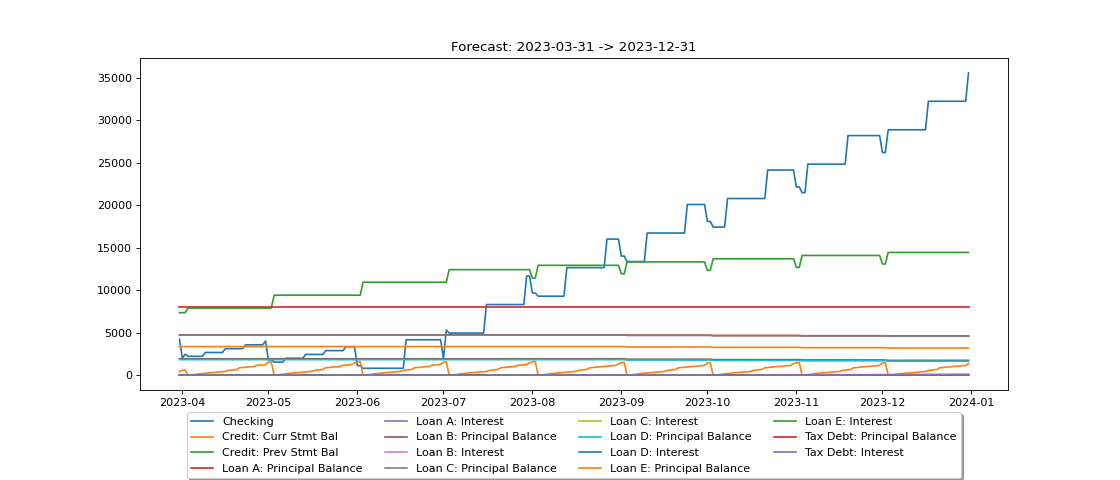 Forecast: 2023-03-31 -> 2023-12-31
35000
30000
25000
20000
15000
10000
5000
0
2023-04 2023-05 2023-06 2023-07 2023-08 2023-09 2023-10 2023-11 2023-12 2024-01
Checking
Credit: Curr Stmt Bal
Credit: Prev Stmt Bal
Loan A: Principal Balance
Loan A: Interest
Loan B: Principal Balance
Loan B: Interest
Loan C: Principal Balance
Loan C: Interest
Loan D: Principal Balance
Loan D: Interest
Loan E: Principal Balance
Loan E: Interest
Tax Debt: Principal Balance
Tax Debt: Interest